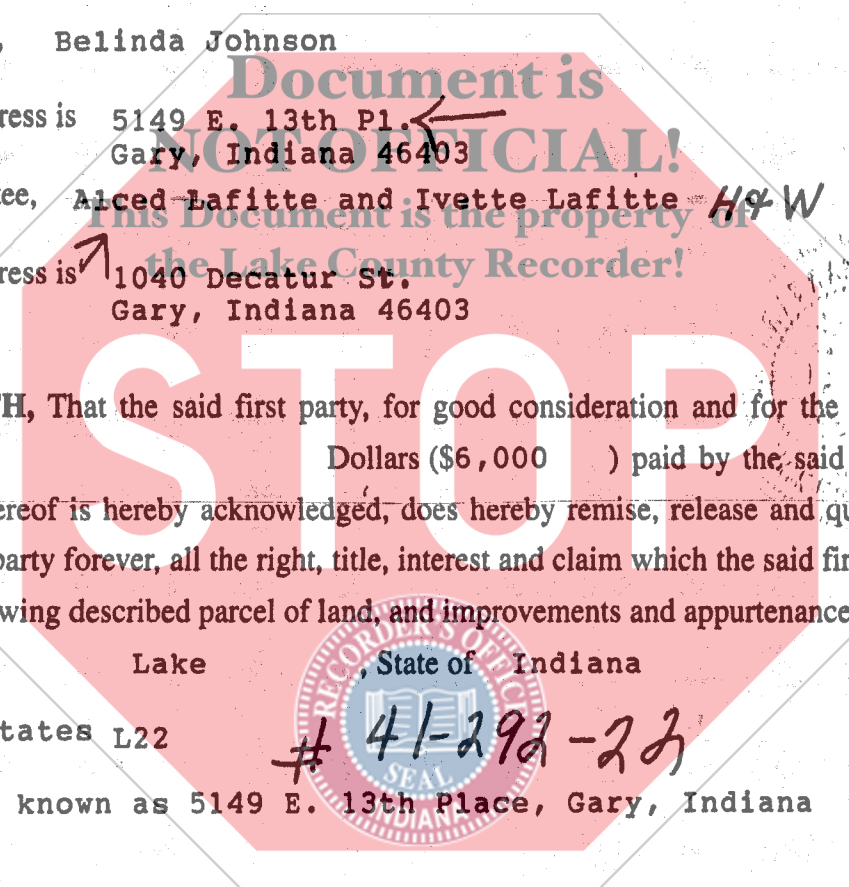 , Belinda Johnson
Document is
ress is 5149 E. 13th Pl.
NOT OFFICIAL!
Gary, Indiana 46403
ee, Alced Lafitte and Ivette Lafitte H&W
This Document is the property of
the Lake County Recorder!
ress is 1040 Decatur St.
Gary, Indiana 46403
STOP
TH, That the said first party, for good consideration and for the
Dollars ($6,000 ) paid by the said
ereof is hereby acknowledged, does hereby remise, release and qu
party forever, all the right, title, interest and claim which the said fir
wing described parcel of land, and improvements and appurtenance
Lake , State of Indiana
RECORDER'S OFFICE
tates L22
# 41-292-22
SEAL
known as 5149 E. 13th Place, Gary, Indiana
INDIANA